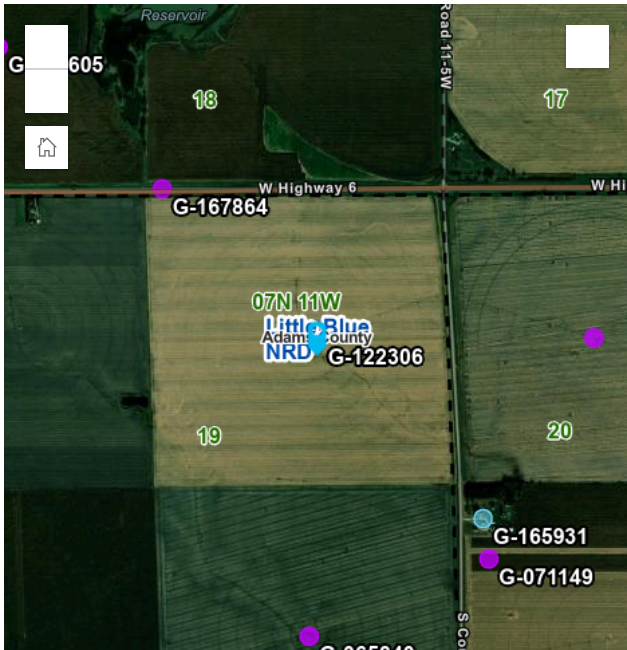 Reservoir
Road 11-5W
G
605
18
17
W Highway 6
W Hi
G-167864
07N 11W
Little Blue
Adams County
NRD
G-122306
19
20
G-165931
G-071149
S Co